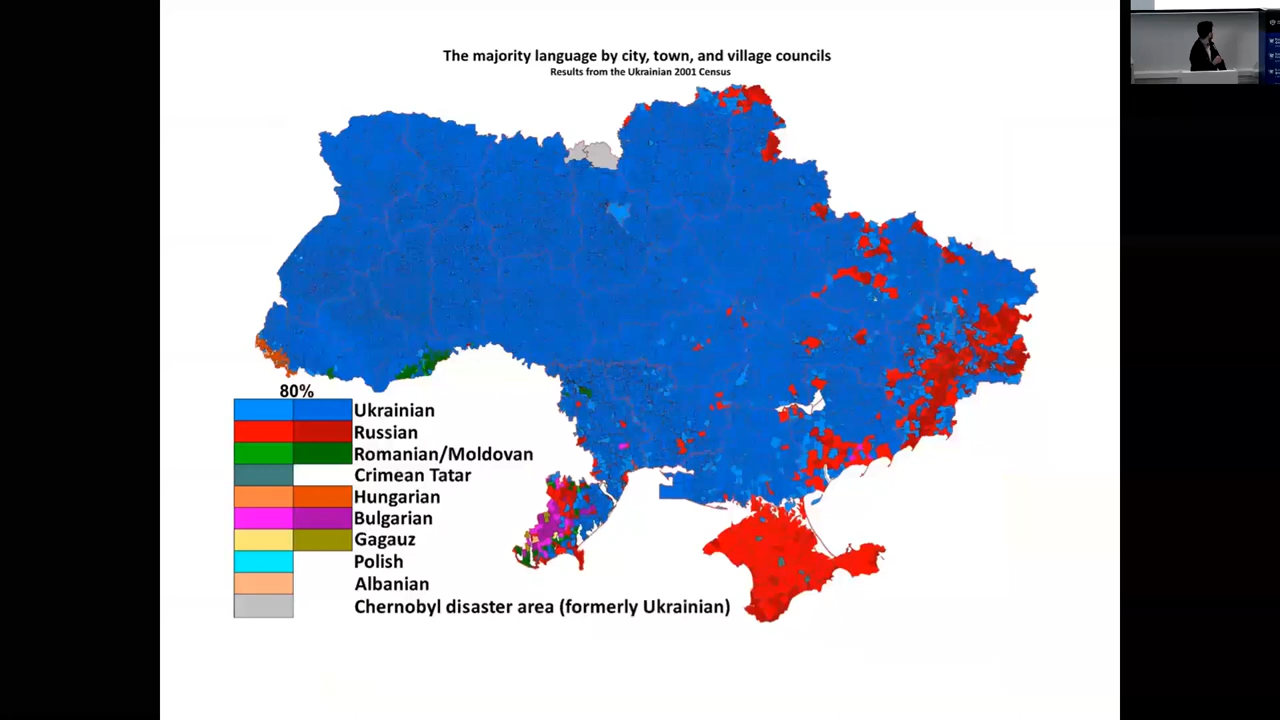 The majority language by city, town, and village councils
Results from the Ukrainian 2001 Census
80%
Ukrainian
Russian
Romanian/Moldovan
Crimean Tatar
Hungarian
Bulgarian
Gagauz
Polish
Albanian
Chernobyl disaster area (formerly Ukrainian)